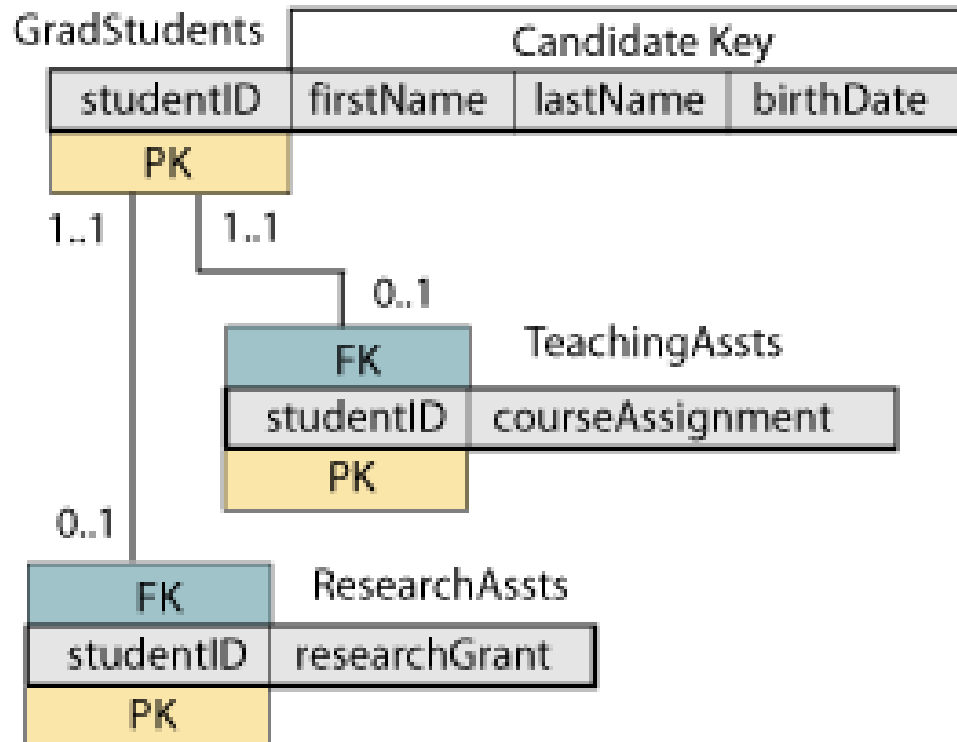 GradStudents
Candidate Key
studentID firstName lastName birthDate
PK
1..1 1..1
0..1
TeachingAssts
FK
studentID courseAssignment
PK
0..1
ResearchAssts
FK
studentID researchGrant
PK